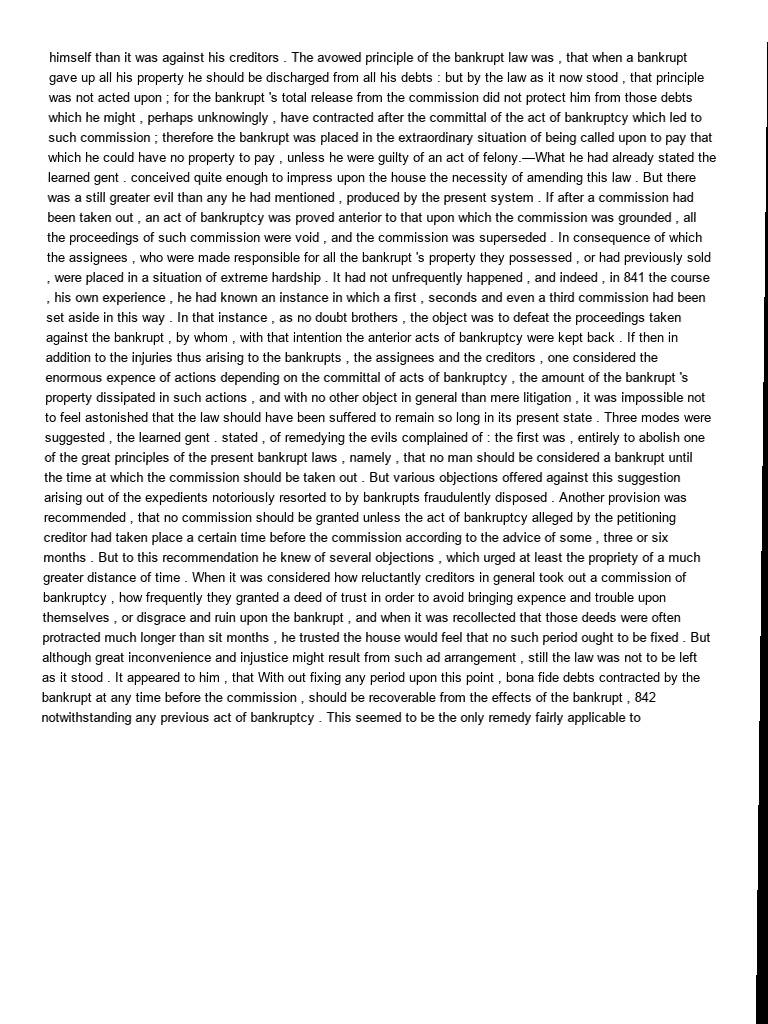 himself than it was against his creditors . The avowed principle of the bankrupt law was , that when a bankrupt
gave up all his property he should be discharged from all his debts : but by the law as it now stood , that principle
was not acted upon ; for the bankrupt 's total release from the commission did not protect him from those debts
which he might , perhaps unknowingly , have contracted after the committal of the act of bankruptcy which led to
such commission ; therefore the bankrupt was placed in the extraordinary situation of being called upon to pay that
which he could have no property to pay , unless he were guilty of an act of felony.—What he had already stated the
learned gent . conceived quite enough to impress upon the house the necessity of amending this law . But there
was a still greater evil than any he had mentioned , produced by the present system . If after a commission had
been taken out , an act of bankruptcy was proved anterior to that upon which the commission was grounded , all
the proceedings of such commission were void , and the commission was superseded . In consequence of which
the assignees , who were made responsible for all the bankrupt 's property they possessed , or had previously sold
, were placed in a situation of extreme hardship . It had not unfrequently happened , and indeed , in 841 the course
, his own experience , he had known an instance in which a first , seconds and even a third commission had been
set aside in this way . In that instance , as no doubt brothers , the object was to defeat the proceedings taken
against the bankrupt , by whom , with that intention the anterior acts of bankruptcy were kept back . If then in
addition to the injuries thus arising to the bankrupts , the assignees and the creditors , one considered the
enormous expence of actions depending on the committal of acts of bankruptcy , the amount of the bankrupt 's
property dissipated in such actions , and with no other object in general than mere litigation , it was impossible not
to feel astonished that the law should have been suffered to remain so long in its present state . Three modes were
suggested , the learned gent . stated , of remedying the evils complained of : the first was , entirely to abolish one
of the great principles of the present bankrupt laws , namely , that no man should be considered a bankrupt until
the time at which the commission should be taken out . But various objections offered against this suggestion
arising out of the expedients notoriously resorted to by bankrupts fraudulently disposed . Another provision was
recommended , that no commission should be granted unless the act of bankruptcy alleged by the petitioning
creditor had taken place a certain time before the commission according to the advice of some , three or six
months . But to this recommendation he knew of several objections , which urged at least the propriety of a much
greater distance of time . When it was considered how reluctantly creditors in general took out a commission of
bankruptcy , how frequently they granted a deed of trust in order to avoid bringing expence and trouble upon
themselves , or disgrace and ruin upon the bankrupt , and when it was recollected that those deeds were often
protracted much longer than sit months , he trusted the house would feel that no such period ought to be fixed . But
although great inconvenience and injustice might result from such ad arrangement , still the law was not to be left
as it stood . It appeared to him , that With out fixing any period upon this point , bona fide debts contracted by the
bankrupt at any time before the commission , should be recoverable from the effects of the bankrupt , 842
notwithstanding any previous act of bankruptcy . This seemed to be the only remedy fairly applicable to